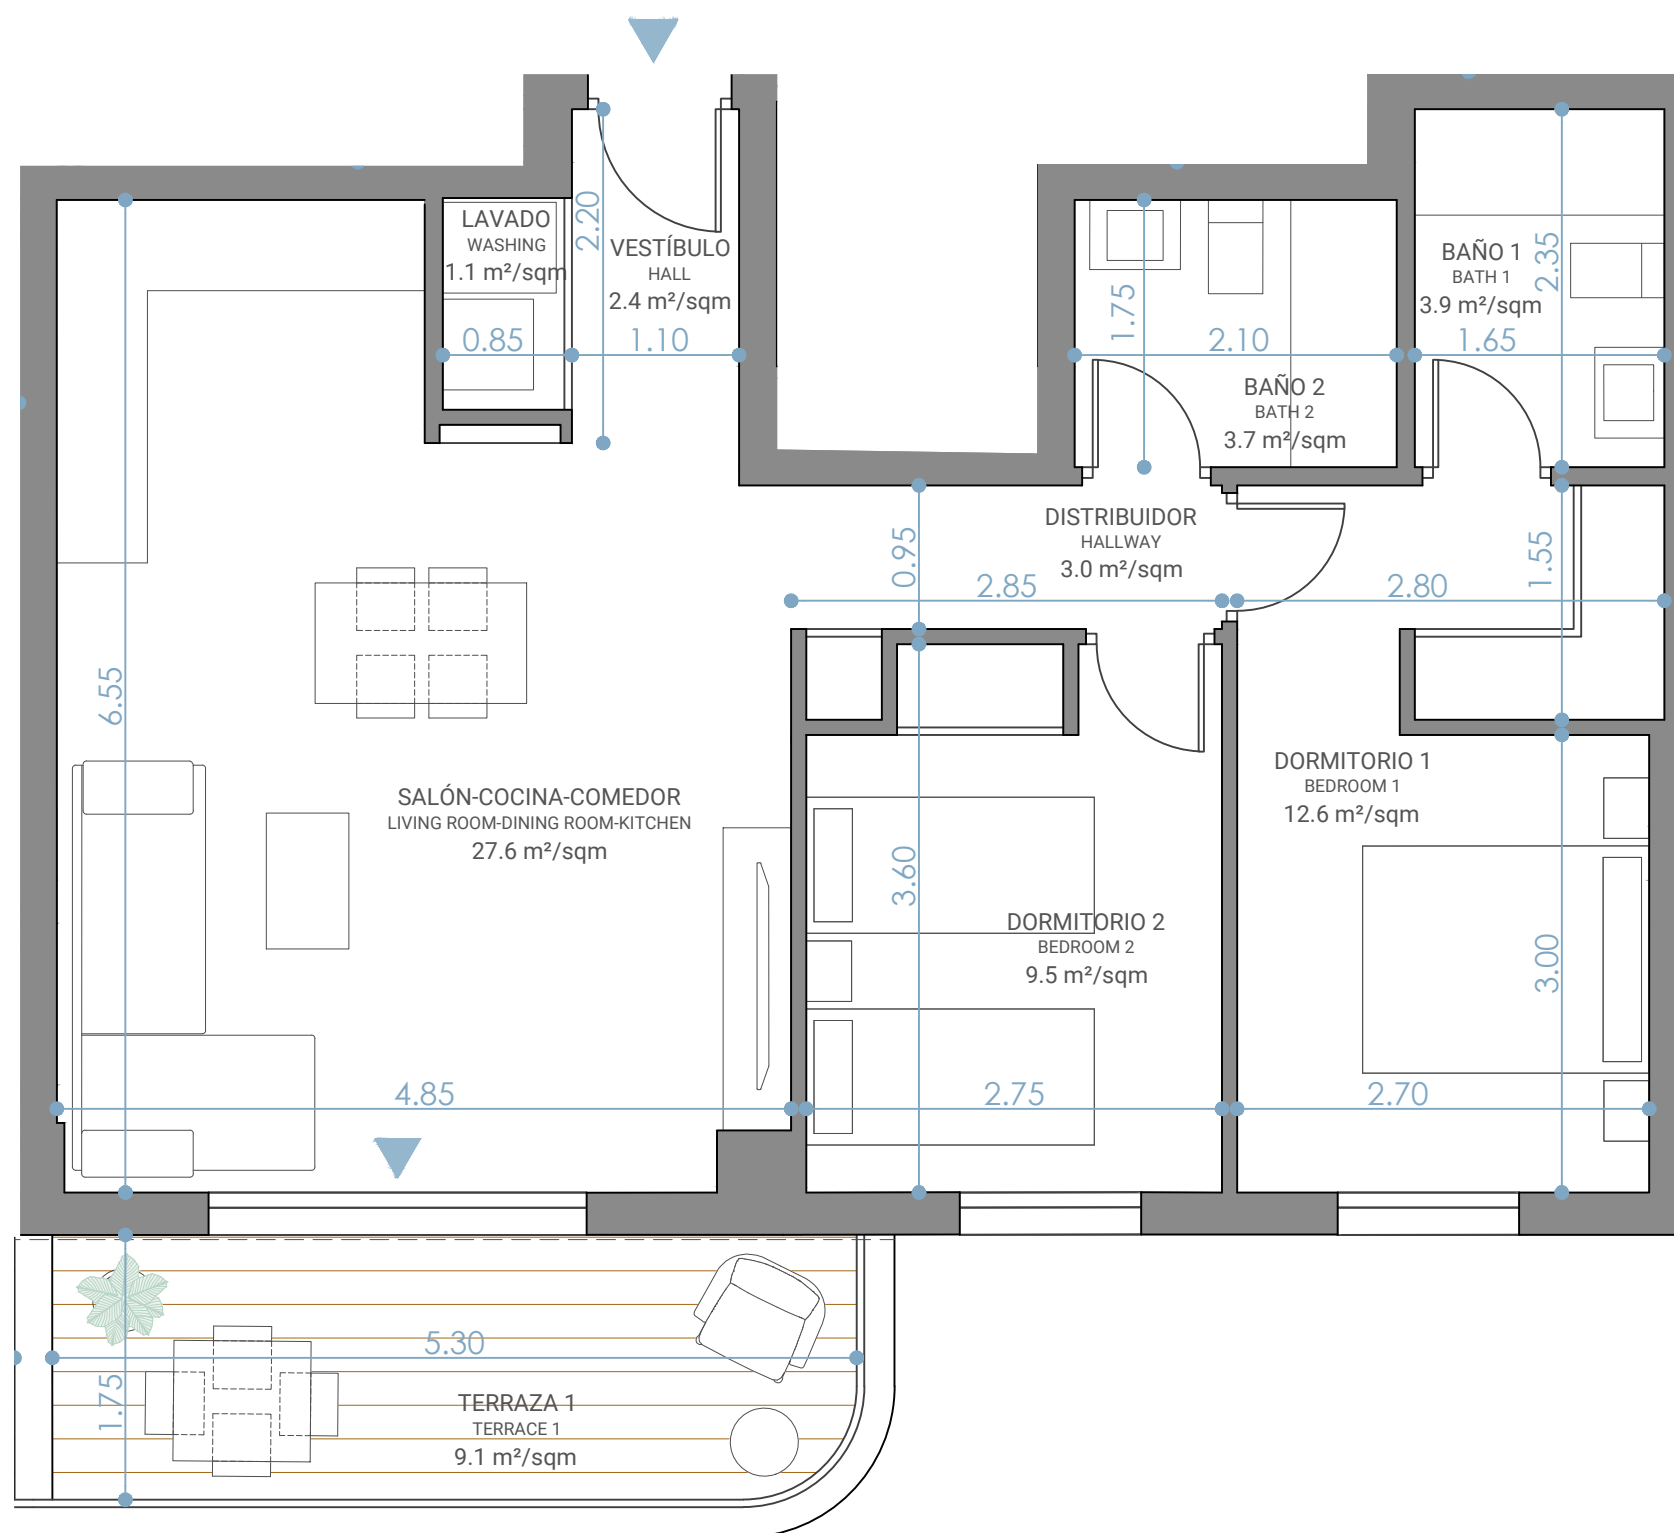 LAVADO
WASHING
1.1 m²/sqm
2.20
VESTÍBULO
HALL
2.4 m²/sqm
0.85
1.10
1.75
2.10
BAÑO 2
BATH 2
3.7 m²/sqm
BAÑO 1
BATH 1
3.9 m²/sqm
2.35
1.65
DISTRIBUIDOR
HALLWAY
3.0 m²/sqm
0.95
2.85
2.80
1.55
6.55
SALÓN-COCINA-COMEDOR
LIVING ROOM-DINING ROOM-KITCHEN
27.6 m²/sqm
DORMITORIO 1
BEDROOM 1
12.6 m²/sqm
3.60
DORMITORIO 2
BEDROOM 2
9.5 m²/sqm
3.00
4.85
2.75
2.70
5.30
1.75
TERRAZA 1
TERRACE 1
9.1 m²/sqm